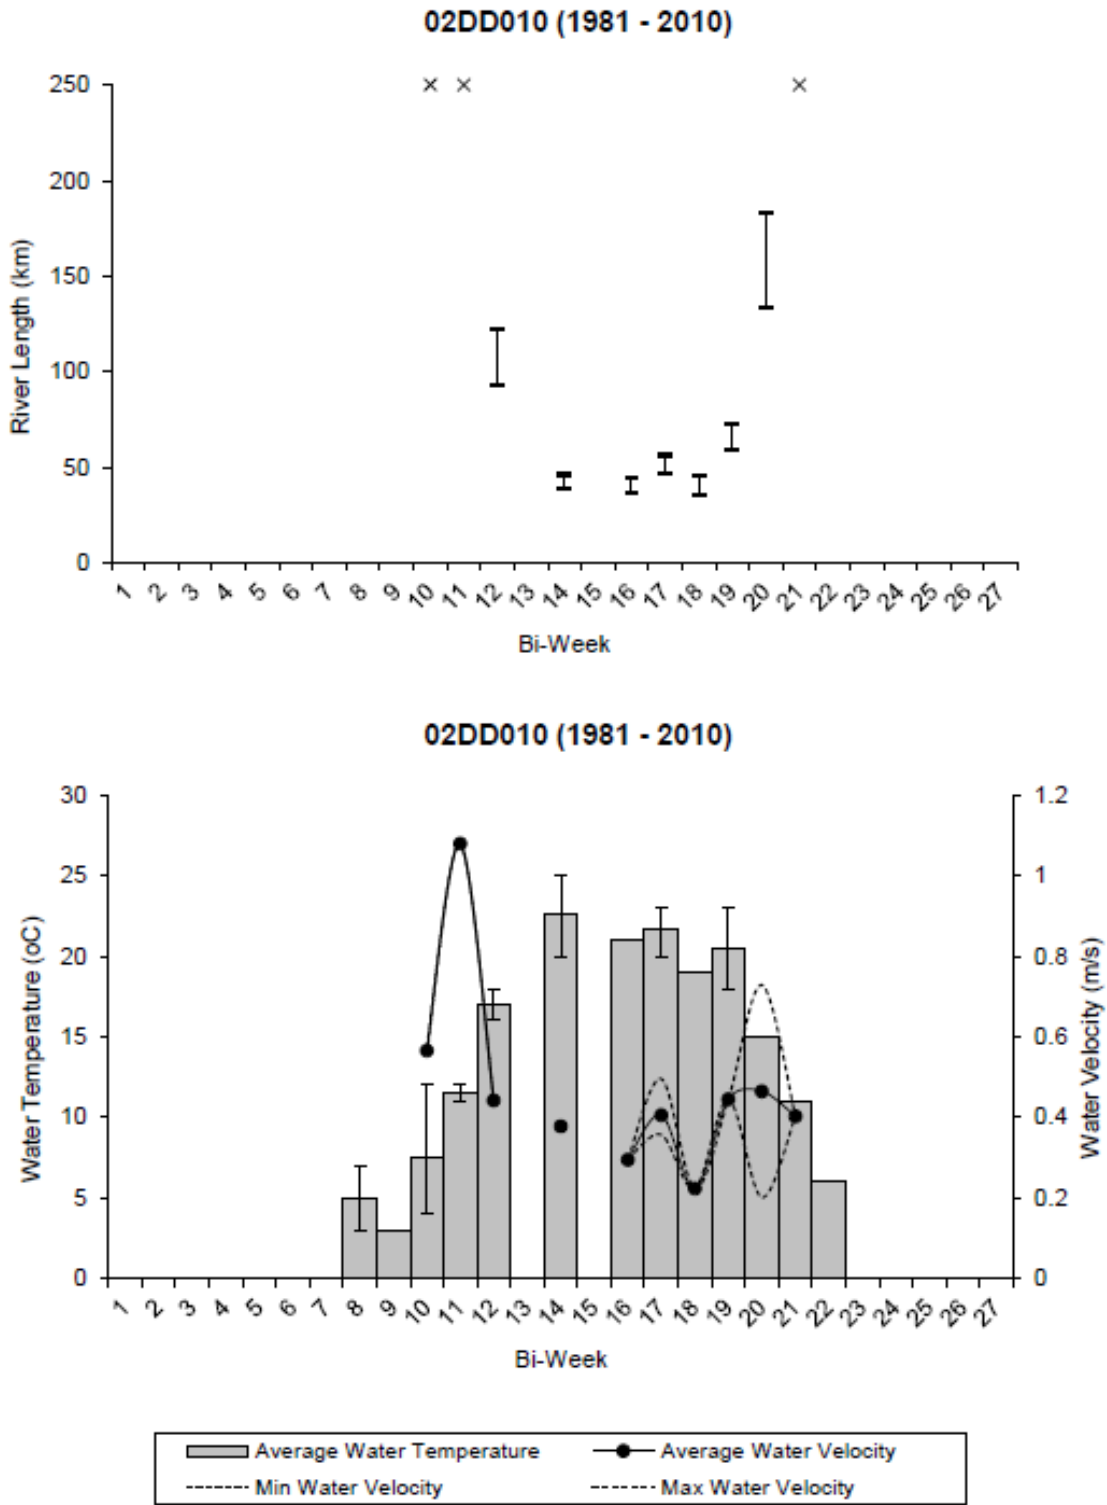 02DD010 (1981 - 2010)
250
200
150
100
50
0
River Length (km)
1 2 3 4 5 6 7 8 9 10 11 12 13 14 15 16 17 18 19 20 21 22 23 24 25 26 27
Bi-Week
02DD010 (1981 - 2010)
30 1.2
25 1
20 0.8
15 0.6
10 0.4
5 0.2
0 0
Water Temperature (oC)
Water Velocity (m/s)
1 2 3 4 5 6 7 8 9 10 11 12 13 14 15 16 17 18 19 20 21 22 23 24 25 26 27
Bi-Week
Average Water Temperature Average Water Velocity
Min Water Velocity Max Water Velocity